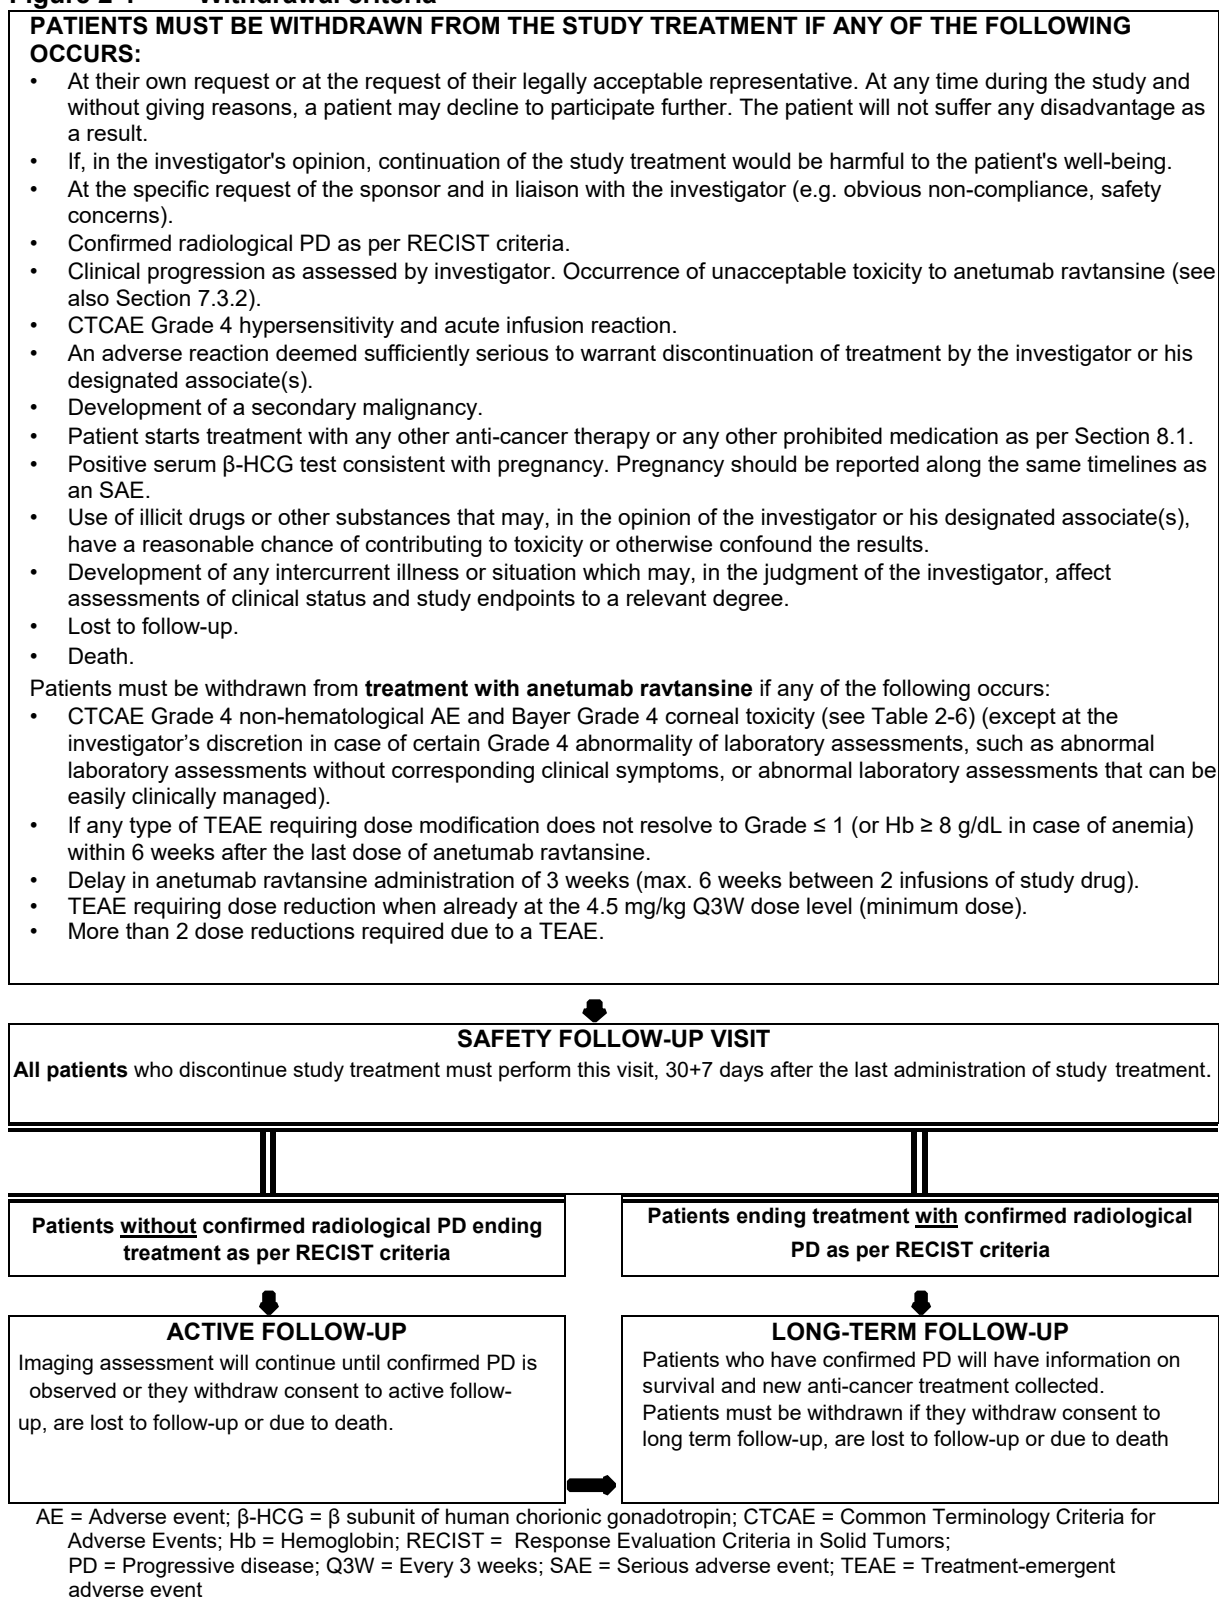 Figure 2-4 Withdrawal criteria
PATIENTS MUST BE WITHDRAWN FROM THE STUDY TREATMENT IF ANY OF THE FOLLOWING
OCCURS:
• At their own request or at the request of their legally acceptable representative. At any time during the study and
without giving reasons, a patient may decline to participate further. The patient will not suffer any disadvantage as
a result.
• If, in the investigator's opinion, continuation of the study treatment would be harmful to the patient's well-being.
• At the specific request of the sponsor and in liaison with the investigator (e.g. obvious non-compliance, safety
concerns).
• Confirmed radiological PD as per RECIST criteria.
• Clinical progression as assessed by investigator. Occurrence of unacceptable toxicity to anetumab ravtansine (see
also Section 7.3.2).
• CTCAE Grade 4 hypersensitivity and acute infusion reaction.
• An adverse reaction deemed sufficiently serious to warrant discontinuation of treatment by the investigator or his
designated associate(s).
• Development of a secondary malignancy.
• Patient starts treatment with any other anti-cancer therapy or any other prohibited medication as per Section 8.1.
• Positive serum β-HCG test consistent with pregnancy. Pregnancy should be reported along the same timelines as
an SAE.
• Use of illicit drugs or other substances that may, in the opinion of the investigator or his designated associate(s),
have a reasonable chance of contributing to toxicity or otherwise confound the results.
• Development of any intercurrent illness or situation which may, in the judgment of the investigator, affect
assessments of clinical status and study endpoints to a relevant degree.
• Lost to follow-up.
• Death.
Patients must be withdrawn from treatment with anetumab ravtansine if any of the following occurs:
• CTCAE Grade 4 non-hematological AE and Bayer Grade 4 corneal toxicity (see Table 2-6) (except at the
investigator’s discretion in case of certain Grade 4 abnormality of laboratory assessments, such as abnormal
laboratory assessments without corresponding clinical symptoms, or abnormal laboratory assessments that can be
easily clinically managed).
• If any type of TEAE requiring dose modification does not resolve to Grade ≤ 1 (or Hb ≥ 8 g/dL in case of anemia)
within 6 weeks after the last dose of anetumab ravtansine.
• Delay in anetumab ravtansine administration of 3 weeks (max. 6 weeks between 2 infusions of study drug).
• TEAE requiring dose reduction when already at the 4.5 mg/kg Q3W dose level (minimum dose).
• More than 2 dose reductions required due to a TEAE.
SAFETY FOLLOW-UP VISIT
All patients who discontinue study treatment must perform this visit, 30+7 days after the last administration of study treatment.
Patients without confirmed radiological PD ending
treatment as per RECIST criteria
Patients ending treatment with confirmed radiological
PD as per RECIST criteria
ACTIVE FOLLOW-UP
Imaging assessment will continue until confirmed PD is
observed or they withdraw consent to active follow-
up, are lost to follow-up or due to death.
LONG-TERM FOLLOW-UP
Patients who have confirmed PD will have information on
survival and new anti-cancer treatment collected.
Patients must be withdrawn if they withdraw consent to
long term follow-up, are lost to follow-up or due to death
AE = Adverse event; β-HCG = β subunit of human chorionic gonadotropin; CTCAE = Common Terminology Criteria for
Adverse Events; Hb = Hemoglobin; RECIST = Response Evaluation Criteria in Solid Tumors;
PD = Progressive disease; Q3W = Every 3 weeks; SAE = Serious adverse event; TEAE = Treatment-emergent
adverse event